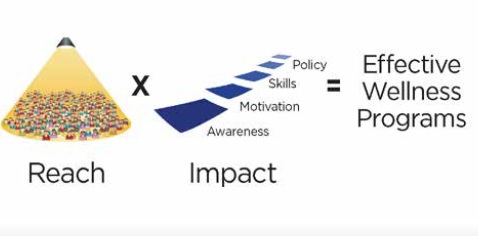 Reach
X
Policy
Skills
Motivation
Awareness
Impact
=
Effective
Wellness
Programs